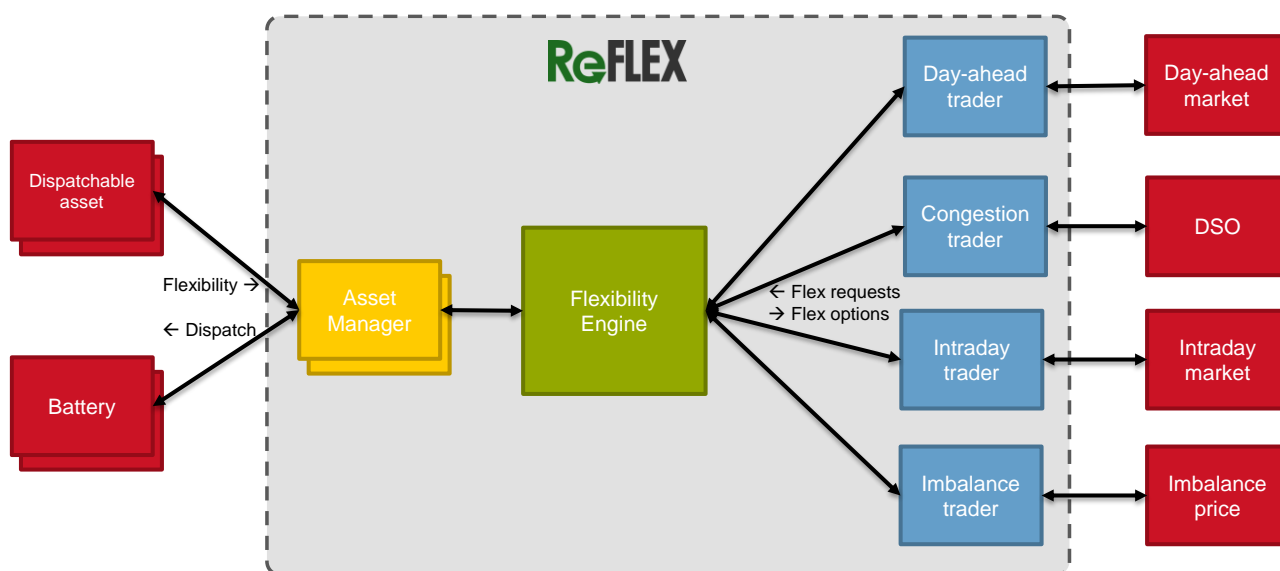 ReFLEX
Day-ahead
trader
Day-ahead
market
Dispatchable
asset
Congestion
trader
DSO
Flexibility →
← Dispatch
Asset
Manager
Flexibility
Engine
← Flex requests
→ Flex options
Intraday
trader
Intraday
market
Battery
Imbalance
trader
Imbalance
price